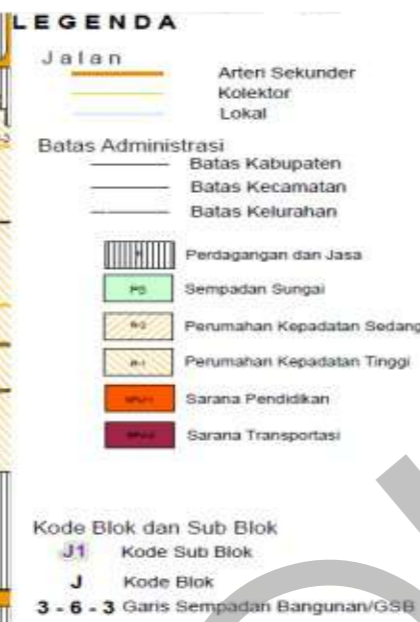 LEGENDA
Jalan
Arteri Sekunder
Kolektor
Lokal
Batas Administrasi
Batas Kabupaten
Batas Kecamatan
Batas Kelurahan
Perdagangan dan Jasa
PS Sempadan Sungai
R-2 Perumahan Kepadatan Sedang
R-1 Perumahan Kepadatan Tinggi
Sarana Pendidikan
Sarana Transportasi
Kode Blok dan Sub Blok
J1 Kode Sub Blok
J Kode Blok
3 - 6 - 3 Garis Sempadan Bangunan/GSB